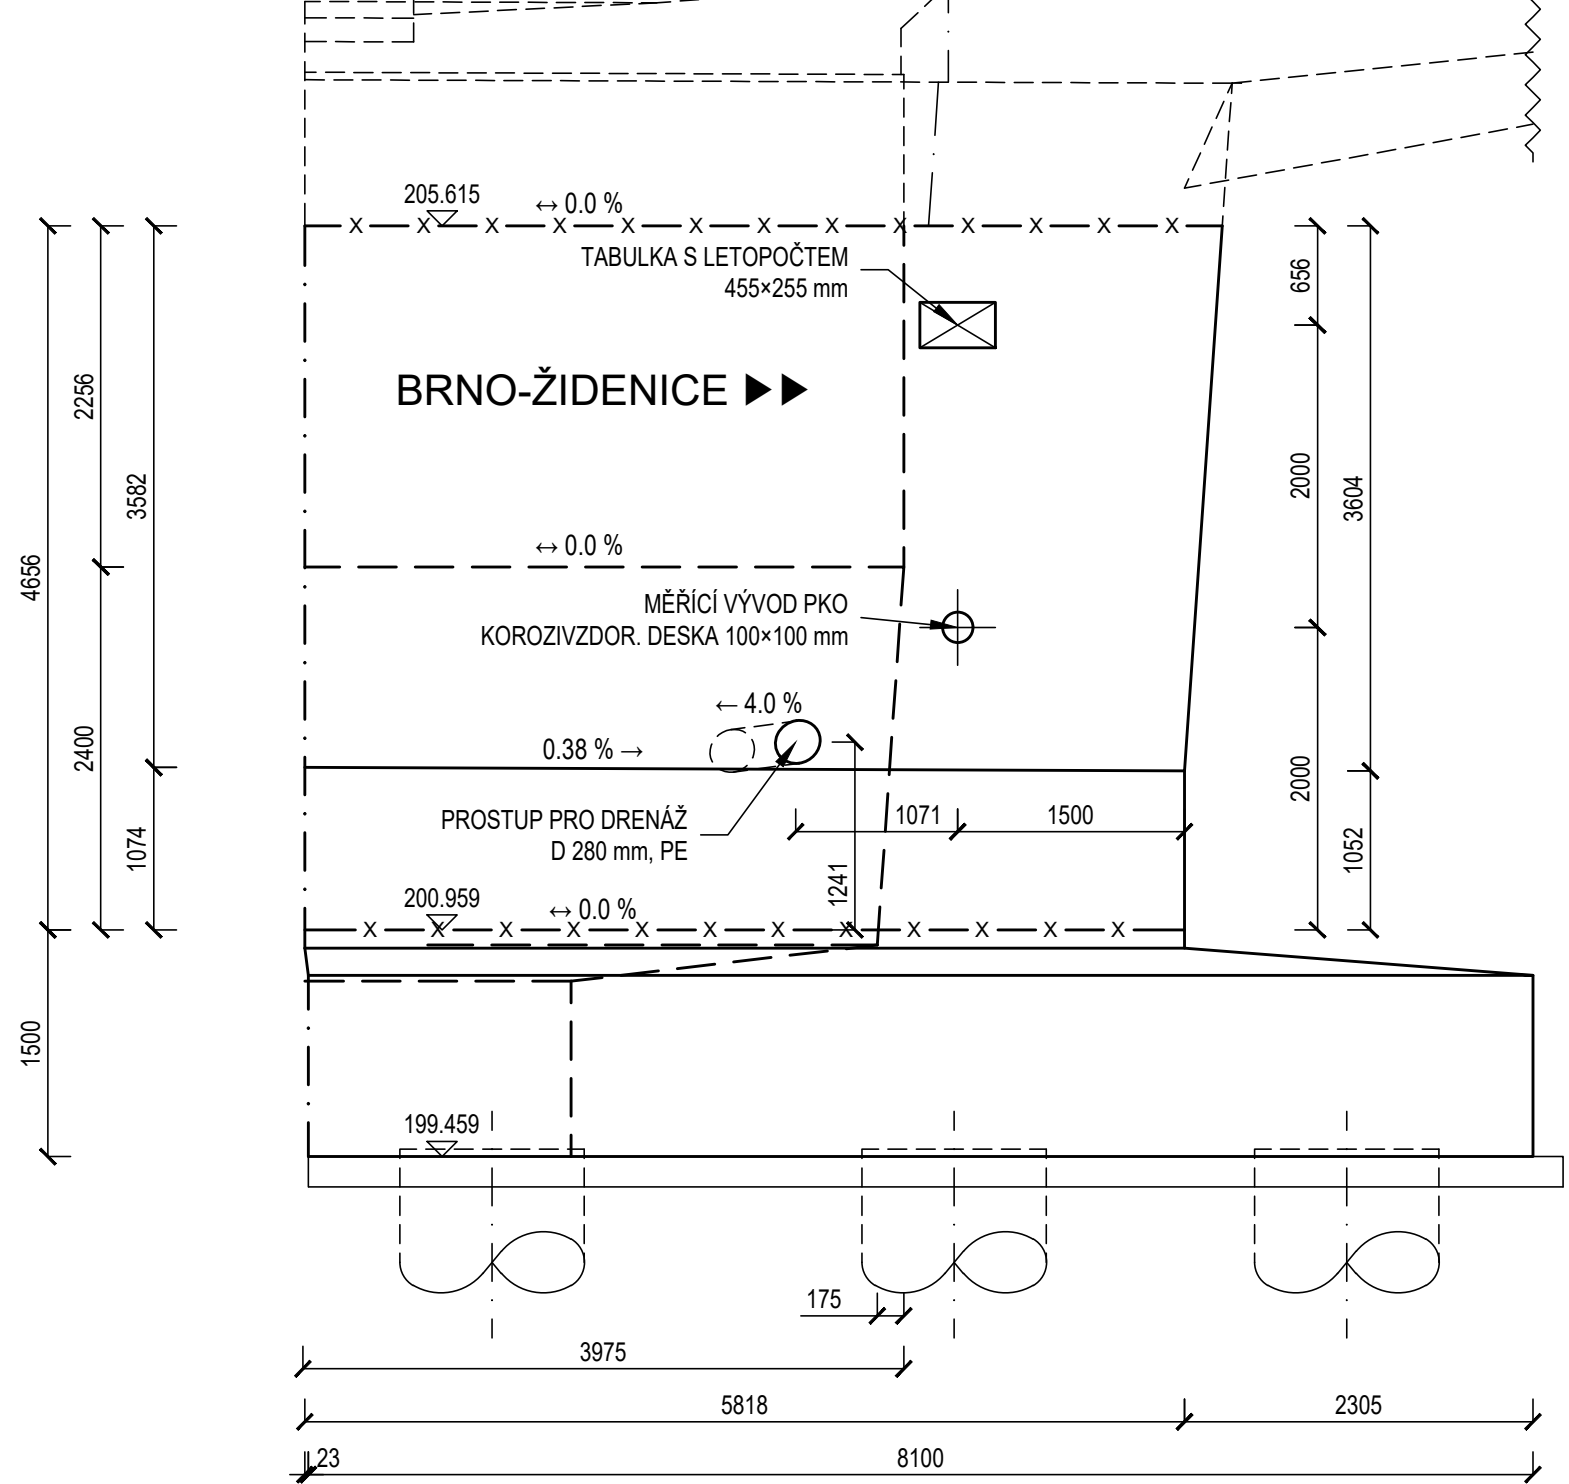 205.615
↔ 0.0 %
X X X X X X X X X X X X X
TABULKA S LETOPOČTEM
455×255 mm
656
2256
BRNO-ŽIDENICE ►►
3582
2000
3604
4656
↔ 0.0 %
MĚŘÍCÍ VÝVOD PKO
KOROZIVZDOR. DESKA 100×100 mm
← 4.0 %
2400
0.38 % →
2000
1074
PROSTUP PRO DRENÁŽ
D 280 mm, PE
1071
1500
1052
1241
200.959
↔ 0.0 %
X X X X X X X X X X X X
1500
199.459
175
3975
5818
2305
23
8100